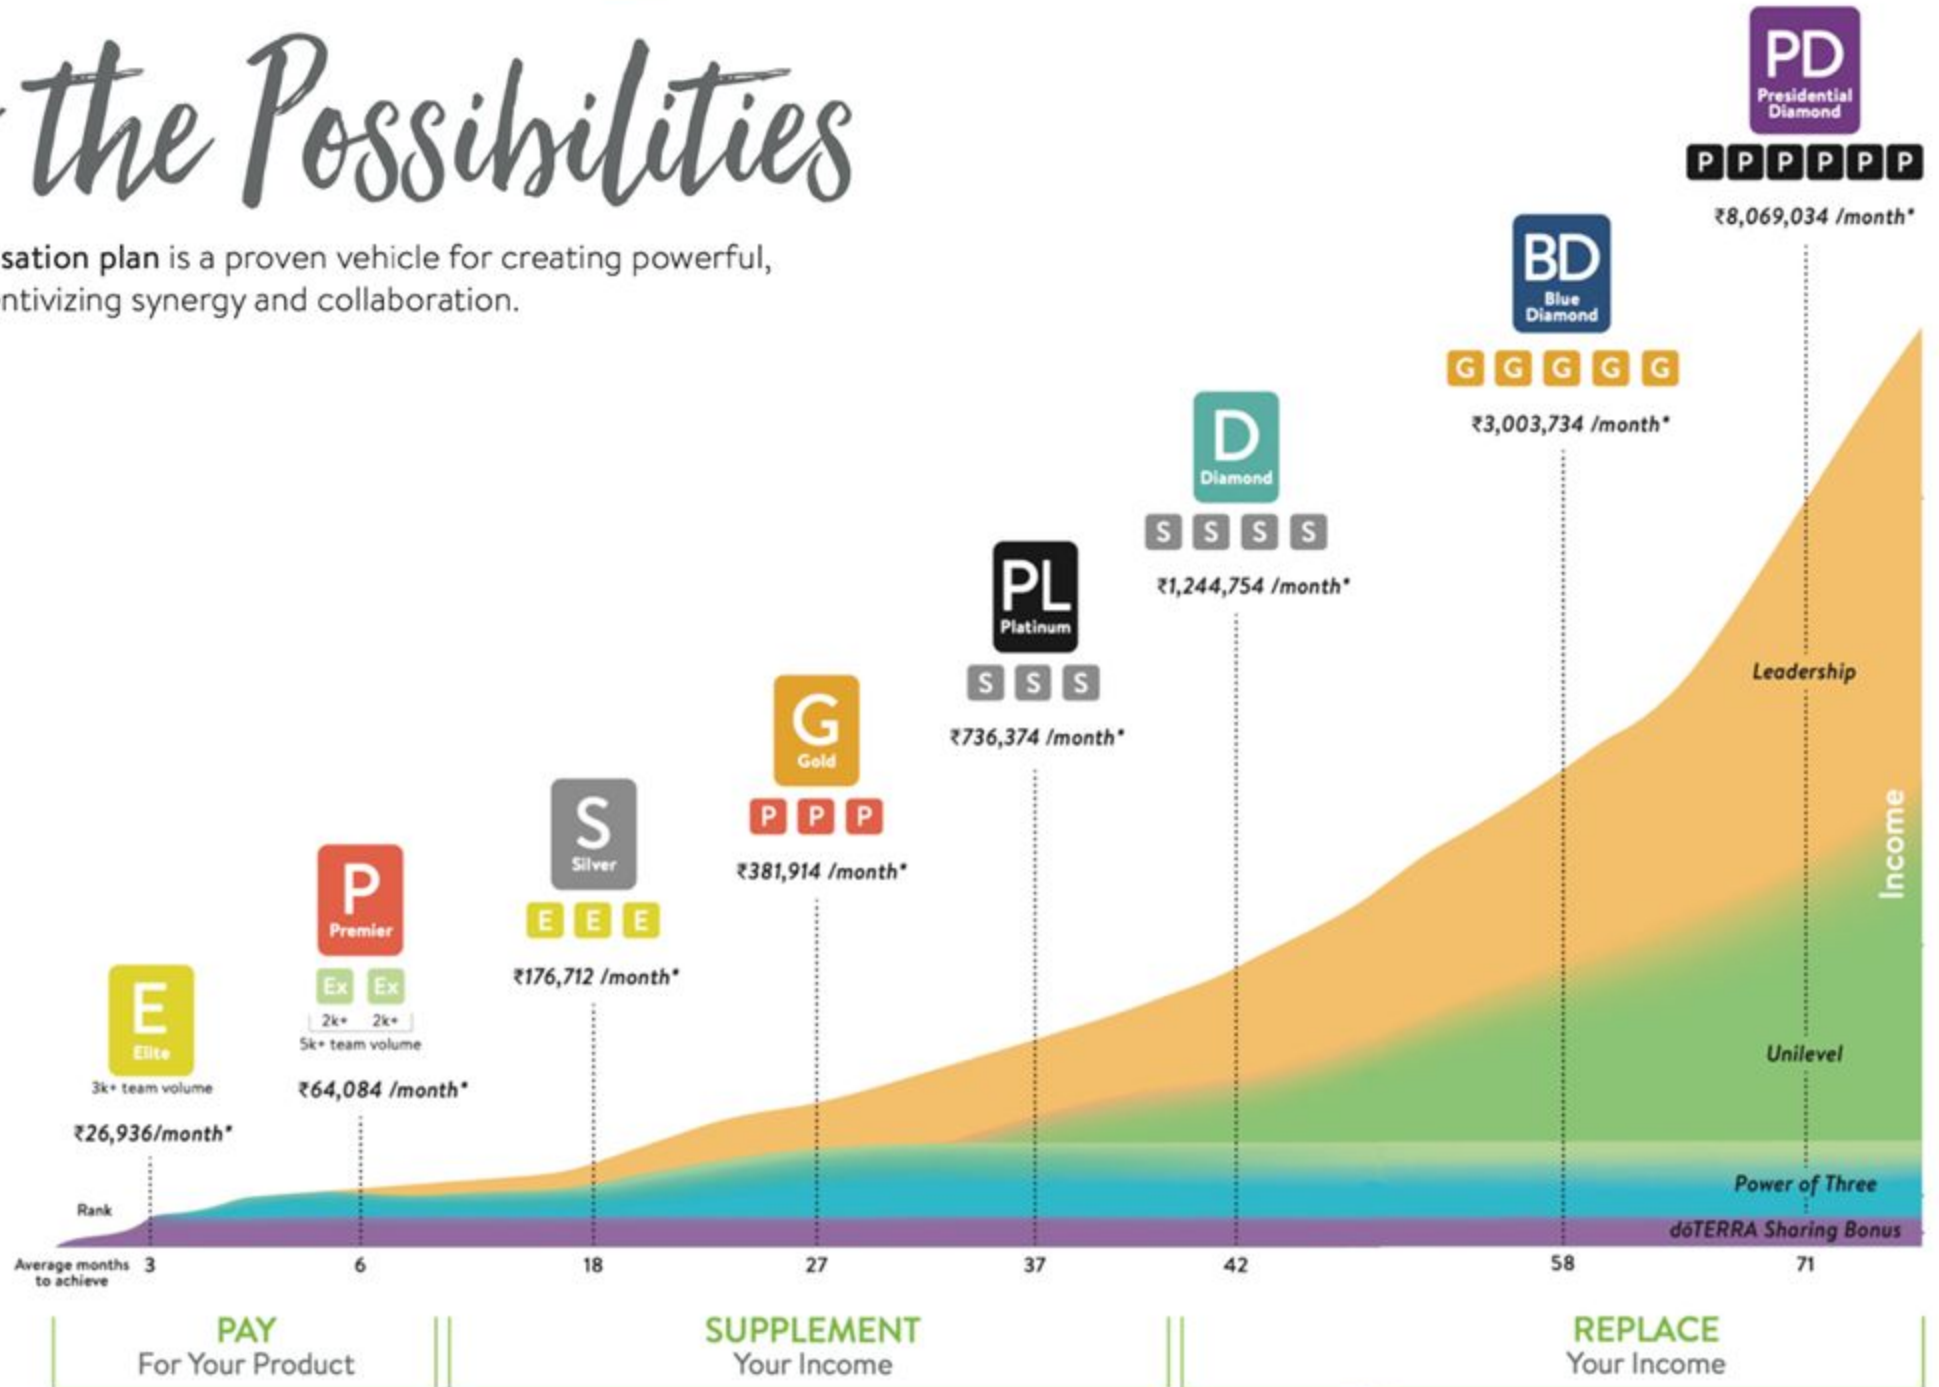 the Possibilities
sation plan is a proven vehicle for creating powerful,
ntivizing synergy and collaboration.
PD
Presidential
Diamond
P P P P P P
₹8,069,034 /month*
BD
Blue
Diamond
G G G G G
₹3,003,734 /month*
D
Diamond
S S S S
₹1,244,754 /month*
PL
Platinum
S S S
₹736,374 /month*
G
Gold
P P P
₹381,914 /month*
S
Silver
E E E
₹176,712 /month*
P
Premier
Ex Ex
2k+ 2k+
5k+ team volume
₹64,084 /month*
E
Elite
3k+ team volume
₹26,936/month*
Leadership
Income
Unilevel
Power of Three
dōTERRA Sharing Bonus
Rank
Average months
to achieve
3 6 18 27 37 42 58 71
PAY
For Your Product
SUPPLEMENT
Your Income
REPLACE
Your Income